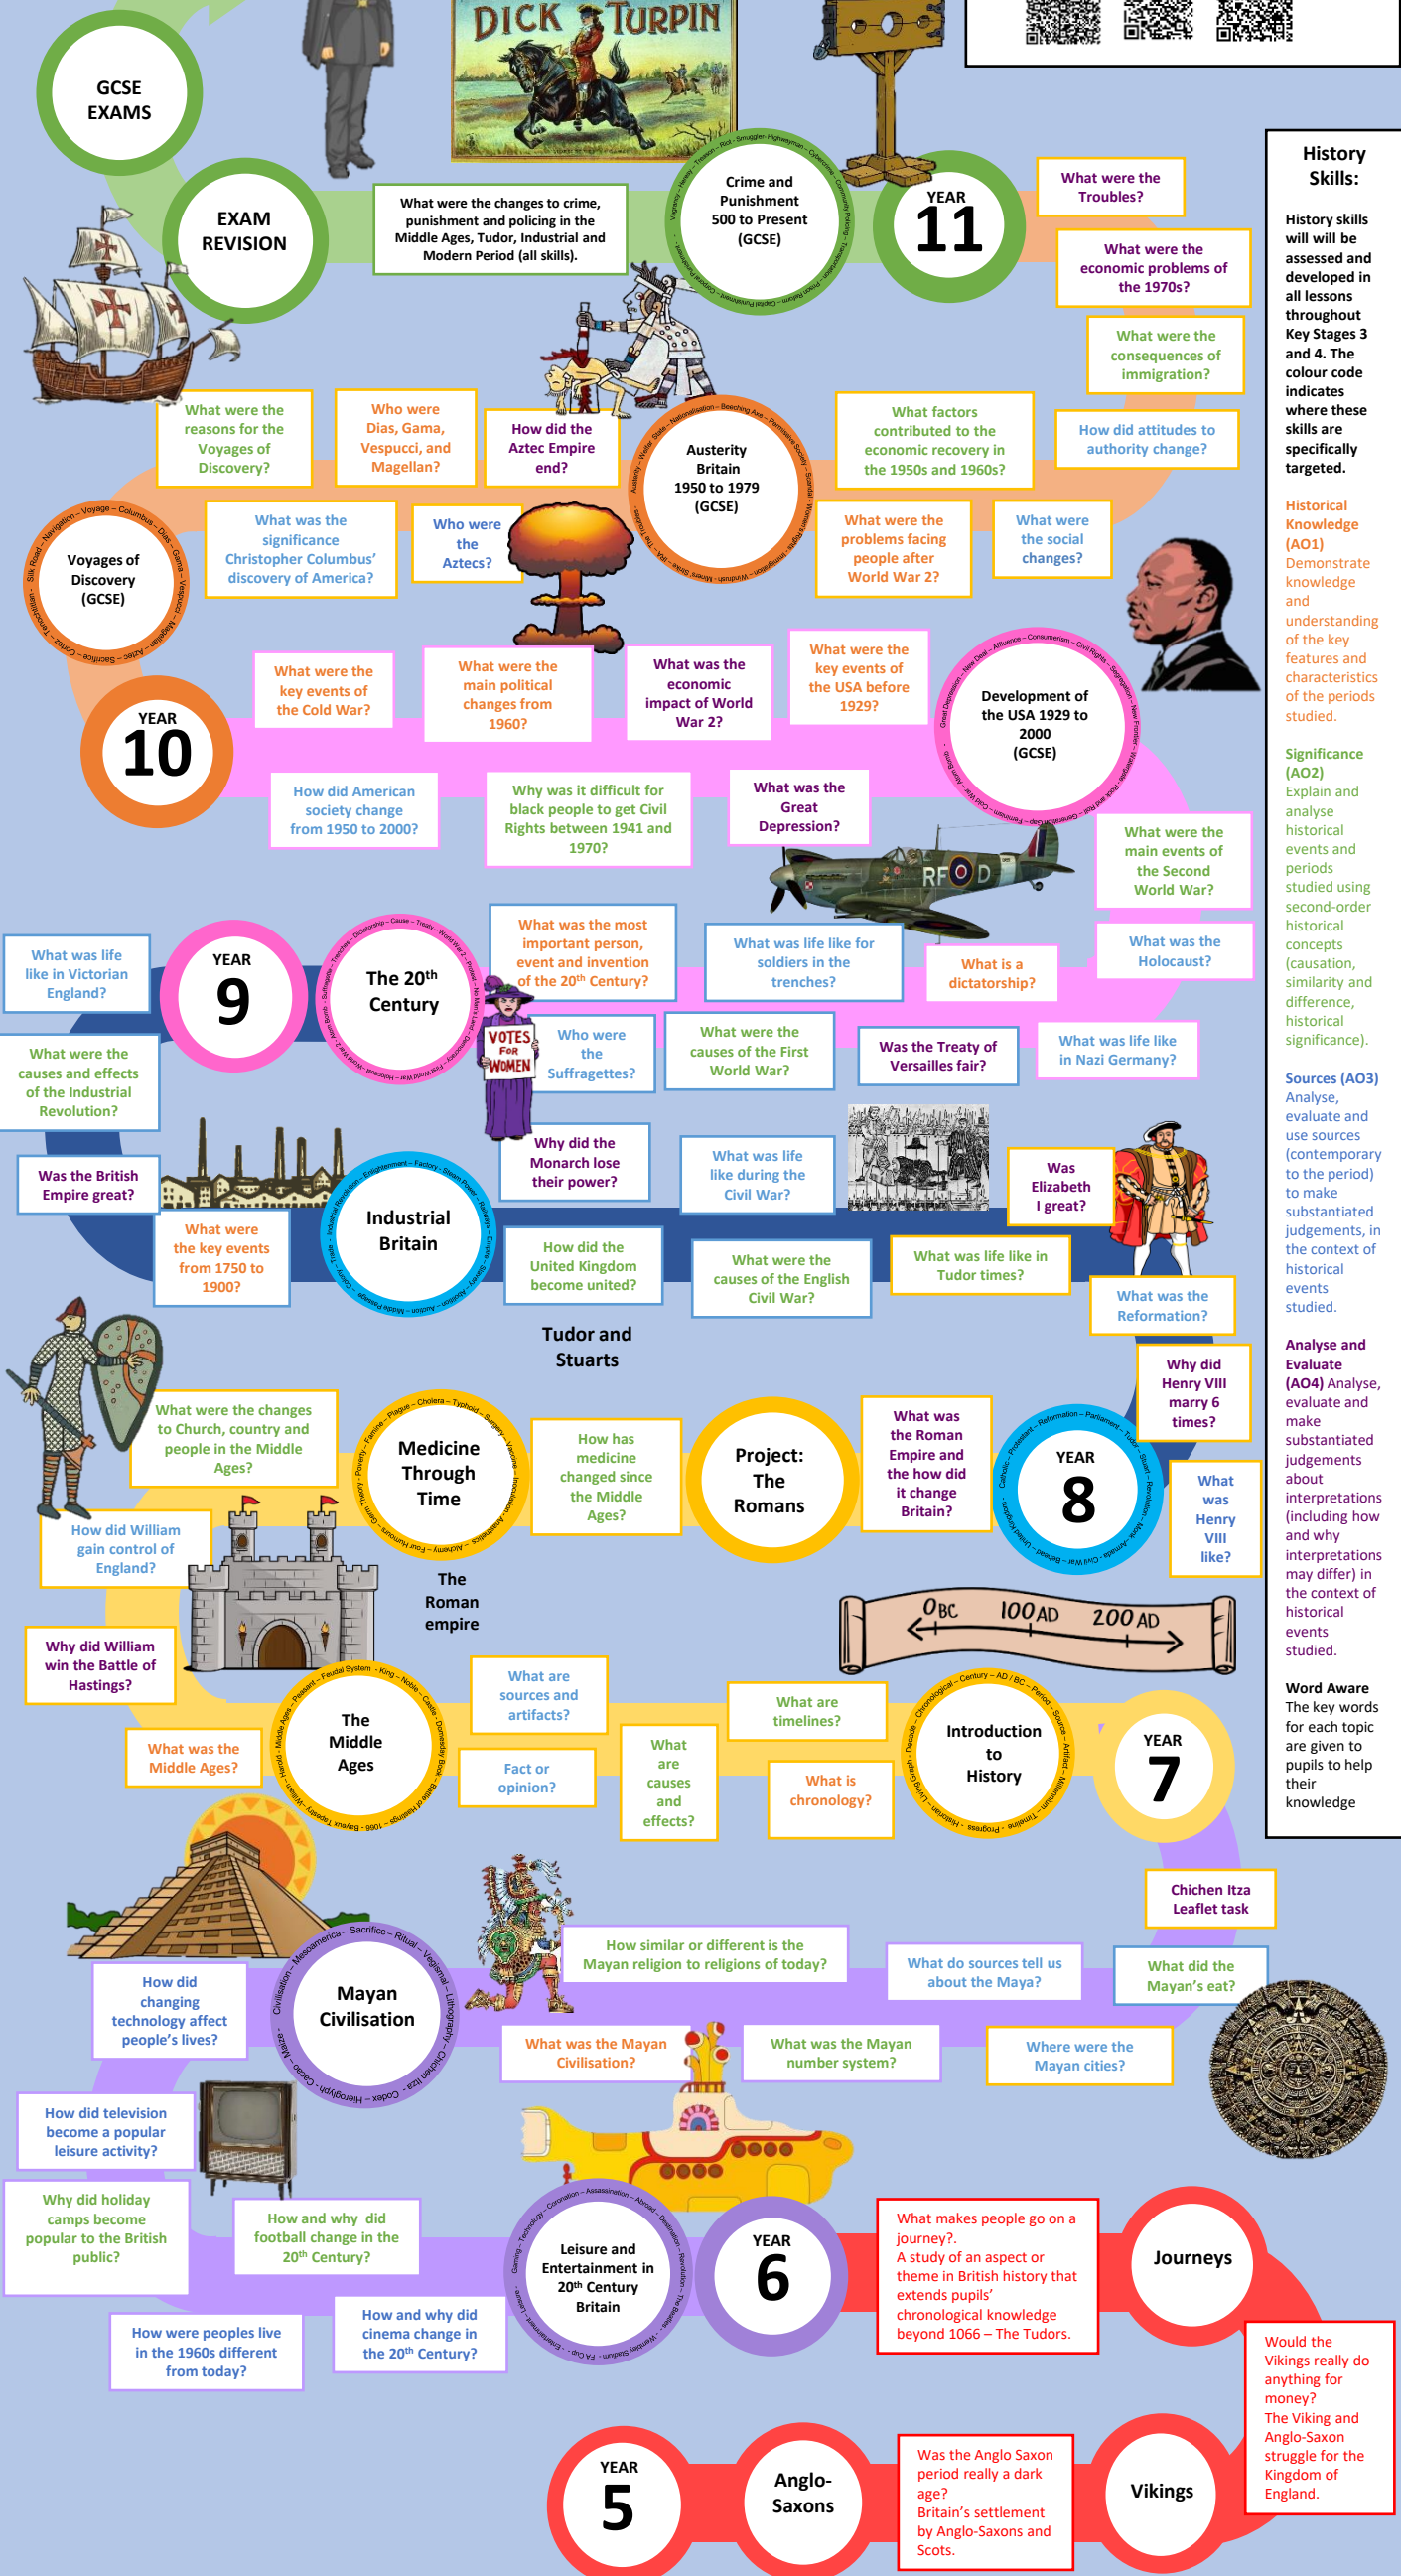 DICK TURPIN
GCSE
EXAMS
EXAM
REVISION
What were the changes to crime,
punishment and policing in the
Middle Ages, Tudor, Industrial and
Modern Period (all skills).
Crime and
Punishment
500 to Present
(GCSE)
YEAR
11
What were the
Troubles?
What were the
economic problems of
the 1970s?
What were the
consequences of
immigration?
How did attitudes to
authority change?
What factors
contributed to the
economic recovery in
the 1950s and 1960s?
What were the
problems facing
people after
World War 2?
What were
the social
changes?
Austerity
Britain
1950 to 1979
(GCSE)
How did the
Aztec Empire
end?
Who were
Dias, Gama,
Vespucci, and
Magellan?
What were the
reasons for the
Voyages of
Discovery?
Who were
the
Aztecs?
What was the
significance
Christopher Columbus’
discovery of America?
Voyages of
Discovery
(GCSE)
Silk Road – Navigation – Voyage – Columbus – Dias – Gama – Vespucci – Magellan – Aztec – Sacrifice – Cortez – Tenochtitlan -
YEAR
10
What were the
key events of
the Cold War?
What were the
main political
changes from
1960?
What was the
economic
impact of World
War 2?
What were the
key events of
the USA before
1929?
How did American
society change
from 1950 to 2000?
Why was it difficult for
black people to get Civil
Rights between 1941 and
1970?
What was the
Great
Depression?
Development of
the USA 1929 to
2000
(GCSE)
RF D
What were the
main events of
the Second
World War?
What was the
Holocaust?
What is a
dictatorship?
What was life like for
soldiers in the
trenches?
What was the most
important person,
event and invention
of the 20th Century?
What was life like
in Nazi Germany?
Was the Treaty of
Versailles fair?
What were the
causes of the First
World War?
Who were
the
Suffragettes?
VOTES
FOR
WOMEN
The 20th
Century
YEAR
9
What was life
like in Victorian
England?
What were the
causes and effects
of the Industrial
Revolution?
Was the British
Empire great?
What were
the key events
from 1750 to
1900?
Industrial
Britain
Why did the
Monarch lose
their power?
What was life
like during the
Civil War?
Was
Elizabeth
I great?
How did the
United Kingdom
become united?
What were the
causes of the English
Civil War?
What was life like in
Tudor times?
What was the
Reformation?
Tudor and
Stuarts
Why did
Henry VIII
marry 6
times?
What
was
Henry
VIII
like?
YEAR
8
What was
the Roman
Empire and
the how did
it change
Britain?
Project:
The
Romans
How has
medicine
changed since
the Middle
Ages?
Medicine
Through
Time
What were the changes
to Church, country and
people in the Middle
Ages?
How did William
gain control of
England?
The
Roman
empire
Why did William
win the Battle of
Hastings?
What was the
Middle Ages?
The
Middle
Ages
What are
sources and
artifacts?
Fact or
opinion?
What
are
causes
and
effects?
What are
timelines?
What is
chronology?
0BC 100AD 200AD
Introduction
to
History
YEAR
7
Chichen Itza
Leaflet task
What did the
Mayan’s eat?
What do sources tell us
about the Maya?
How similar or different is the
Mayan religion to religions of today?
Where were the
Mayan cities?
What was the Mayan
number system?
What was the Mayan
Civilisation?
Mayan
Civilisation
Civilisation – Mesoamerica – Sacrifice – Ritual – Vegismal – Lithography – Chichen Itza - Codex – Hieroglyph - Cacao – Maize -
How did
changing
technology affect
people’s lives?
How did television
become a popular
leisure activity?
Why did holiday
camps become
popular to the British
public?
How and why did
football change in the
20th Century?
How were peoples live
in the 1960s different
from today?
How and why did
cinema change in
the 20th Century?
Leisure and
Entertainment in
20th Century
Britain
YEAR
6
What makes people go on a
journey?.
A study of an aspect or
theme in British history that
extends pupils’
chronological knowledge
beyond 1066 – The Tudors.
Journeys
Would the
Vikings really do
anything for
money?
The Viking and
Anglo-Saxon
struggle for the
Kingdom of
England.
Vikings
Was the Anglo Saxon
period really a dark
age?
Britain’s settlement
by Anglo-Saxons and
Scots.
Anglo-
Saxons
YEAR
5
History
Skills:
History skills
will will be
assessed and
developed in
all lessons
throughout
Key Stages 3
and 4. The
colour code
indicates
where these
skills are
specifically
targeted.
Historical
Knowledge
(AO1)
Demonstrate
knowledge
and
understanding
of the key
features and
characteristics
of the periods
studied.
Significance
(AO2)
Explain and
analyse
historical
events and
periods
studied using
second-order
historical
concepts
(causation,
similarity and
difference,
historical
significance).
Sources (AO3)
Analyse,
evaluate and
use sources
(contemporary
to the period)
to make
substantiated
judgements, in
the context of
historical
events
studied.
Analyse and
Evaluate
(AO4) Analyse,
evaluate and
make
substantiated
judgements
about
interpretations
(including how
and why
interpretations
may differ) in
the context of
historical
events
studied.
Word Aware
The key words
for each topic
are given to
pupils to help
their
knowledge